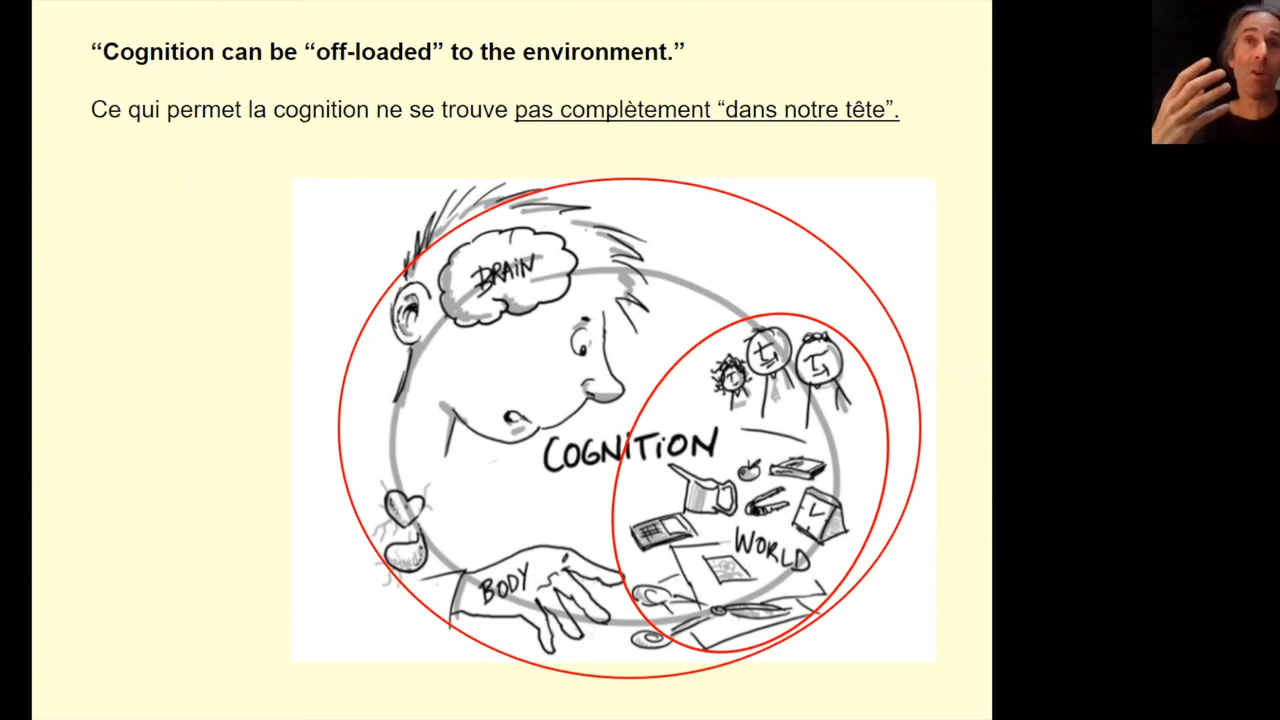 “Cognition can be “off-loaded” to the environment.”
Ce qui permet la cognition ne se trouve pas complètement “dans notre tête”.
BRAIN
COGNITION
WORLD
BODY